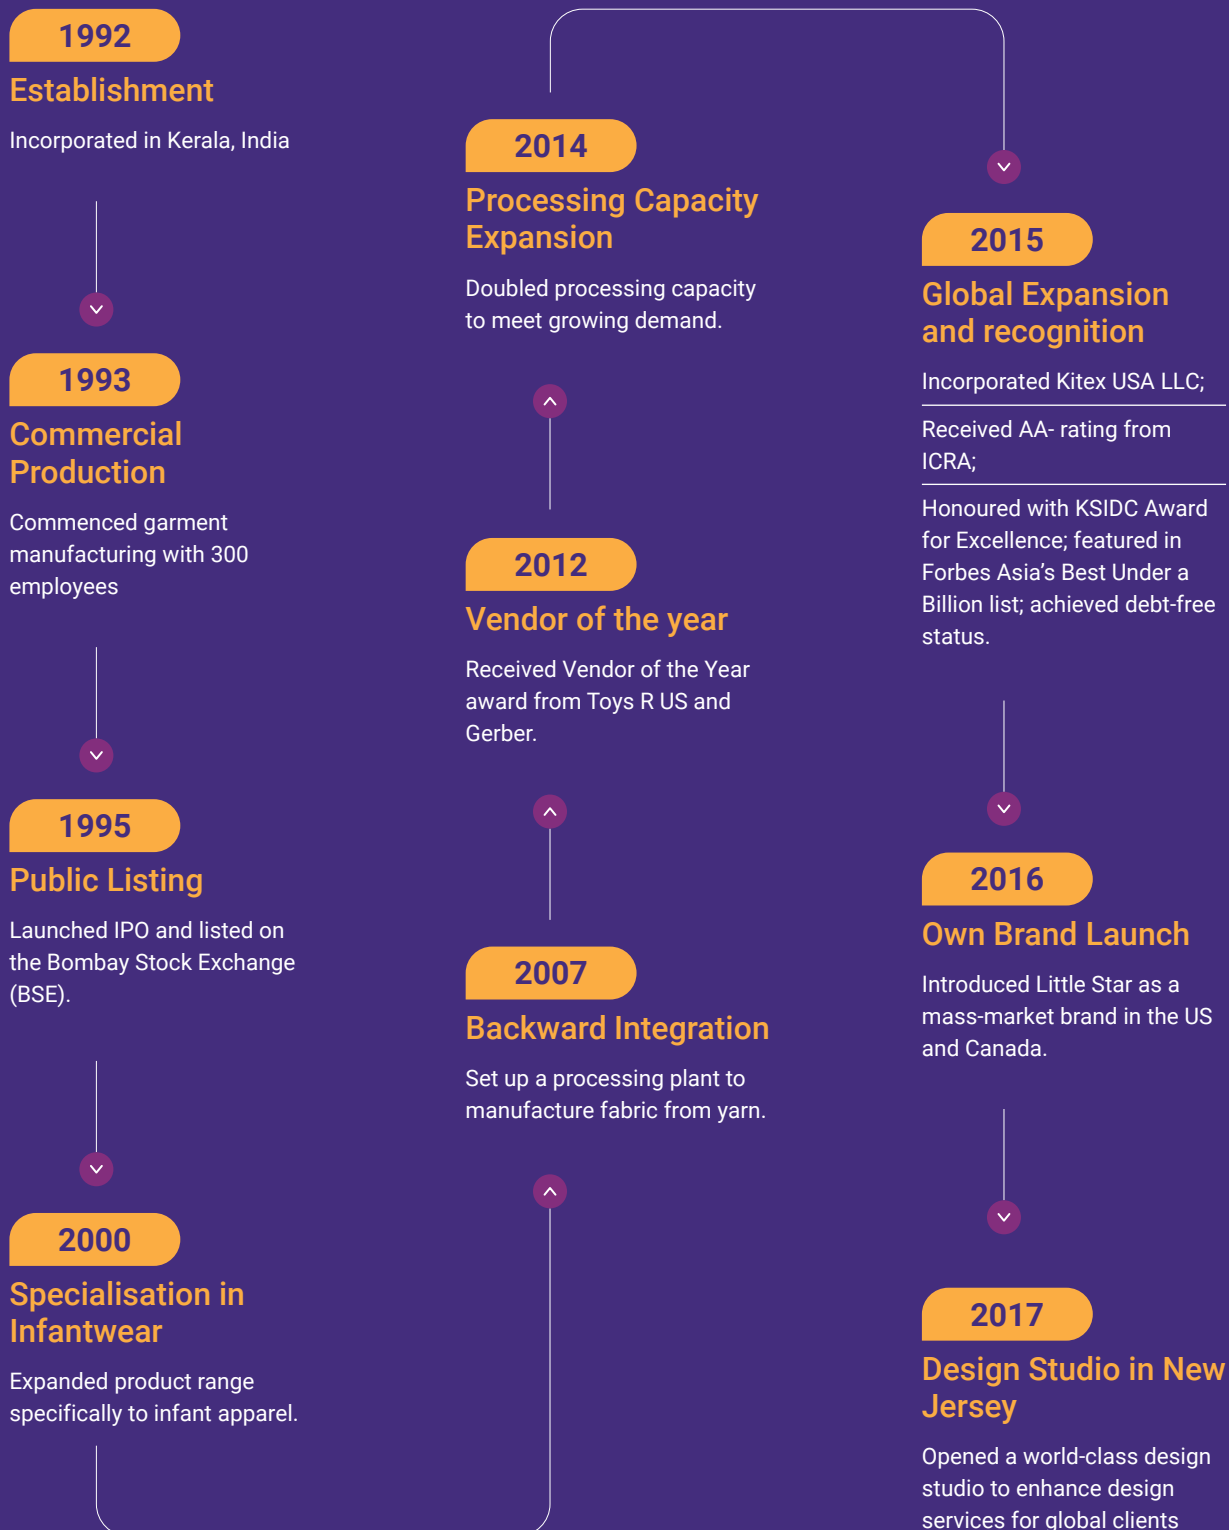 1992
Establishment
Incorporated in Kerala, India
1993
Commercial
Production
Commenced garment
manufacturing with 300
employees
1995
Public Listing
Launched IPO and listed on
the Bombay Stock Exchange
(BSE).
2000
Specialisation in
Infantwear
Expanded product range
specifically to infant apparel.
2007
Backward Integration
Set up a processing plant to
manufacture fabric from yarn.
2012
Vendor of the year
Received Vendor of the Year
award from Toys R US and
Gerber.
2014
Processing Capacity
Expansion
Doubled processing capacity
to meet growing demand.
2015
Global Expansion
and recognition
Incorporated Kitex USA LLC;
Received AA- rating from
ICRA;
Honoured with KSIDC Award
for Excellence; featured in
Forbes Asia’s Best Under a
Billion list; achieved debt-free
status.
2016
Own Brand Launch
Introduced Little Star as a
mass-market brand in the US
and Canada.
2017
Design Studio in New
Jersey
Opened a world-class design
studio to enhance design
services for global clients